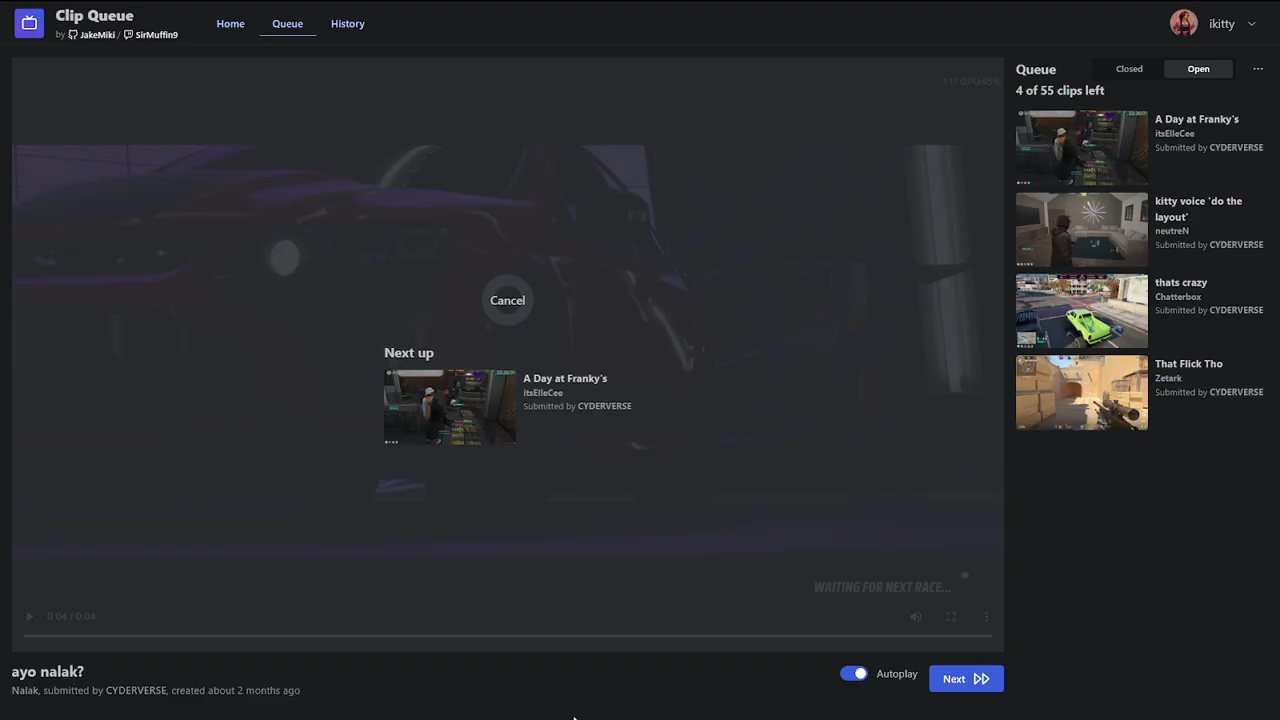 Clip Queue
by JakeMiki / SirMuffin9
Home
Queue
History
ikitty
117 GPU:45%
Cancel
Next up
A Day at Franky's
itsElleCee
Submitted by CYDERVERSE
WAITING FOR NEXT RACE...
0:04 / 0:04
ayo nalak?
Nalak, submitted by CYDERVERSE, created about 2 months ago
Autoplay
Next
Queue
Closed
Open
4 of 55 clips left
A Day at Franky's
itsElleCee
Submitted by CYDERVERSE
kitty voice 'do the
layout'
neutreN
Submitted by CYDERVERSE
thats crazy
Chatterbox
Submitted by CYDERVERSE
That Flick Tho
Zetark
Submitted by CYDERVERSE